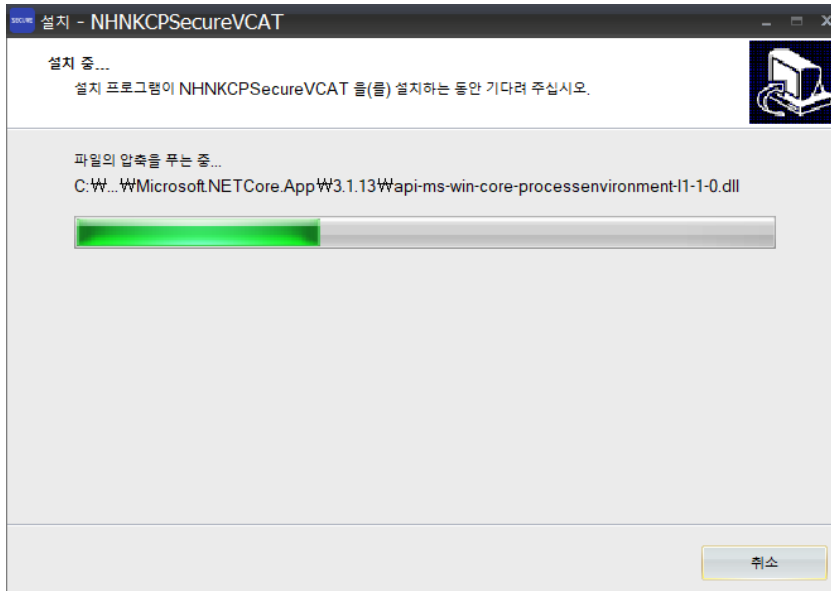 SECURE 설치 - NHNKCPSecureVCAT
설치 중...
설치 프로그램이 NHNKCPSecureVCAT 을(를) 설치하는 동안 기다려 주십시오.
파일의 압축을 푸는 중...
C:₩...₩Microsoft.NETCore.App₩3.1.13₩api-ms-win-core-processenvironment-l1-1-0.dll
취소